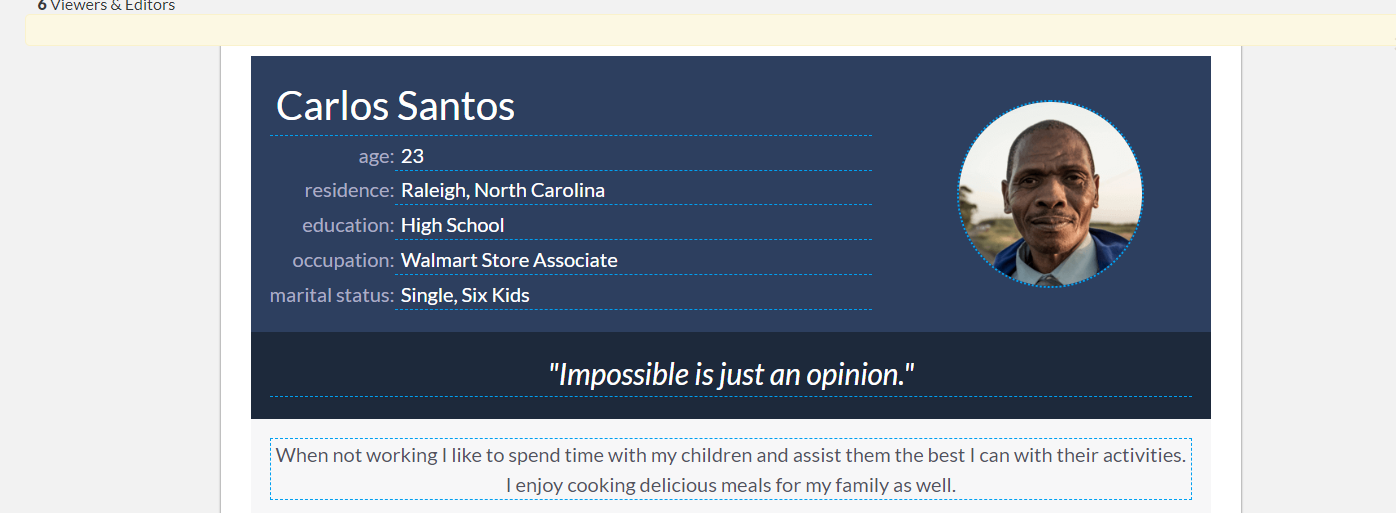 6 Viewers & Editors
Carlos Santos
age: 23
residence: Raleigh, North Carolina
education: High School
occupation: Walmart Store Associate
marital status: Single, Six Kids
"Impossible is just an opinion."
When not working I like to spend time with my children and assist them the best I can with their activities.
I enjoy cooking delicious meals for my family as well.